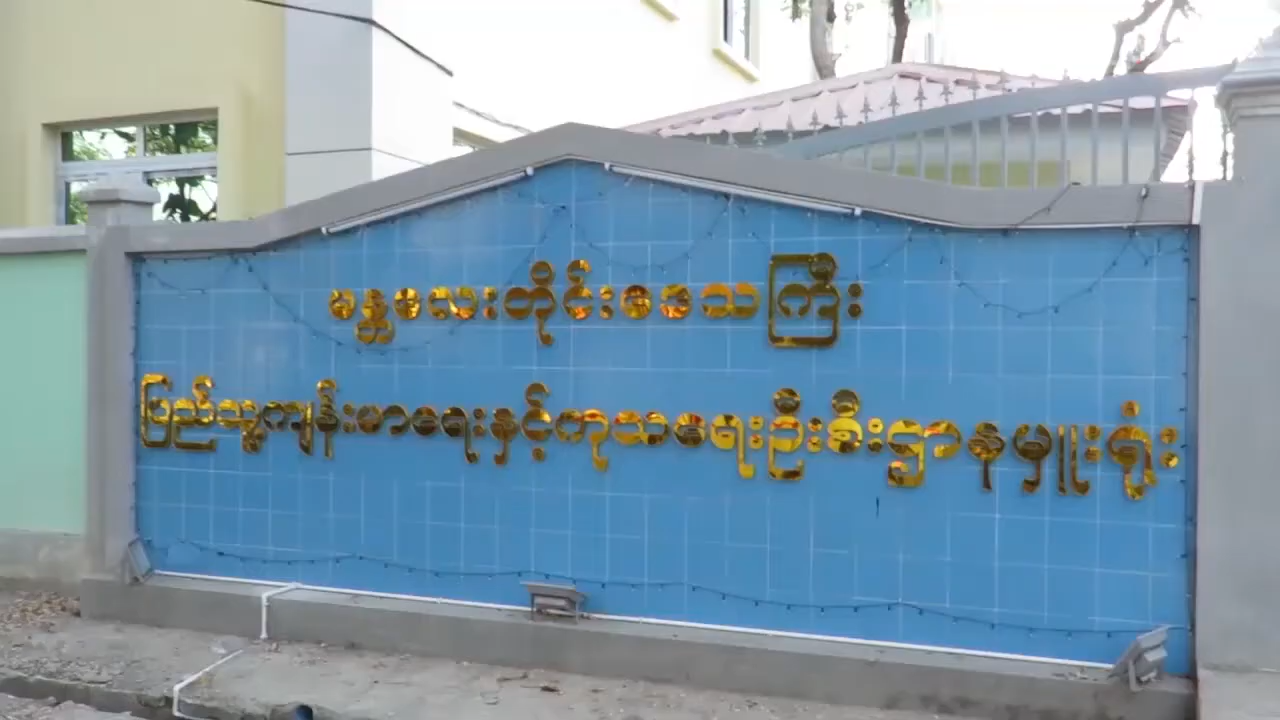 မန္တလေးတိုင်းဒေသကြီး
ပြည်သူ့ကျန်းမာရေးနှင့်ကုသရေးဦးစီးဌာနမှူးရုံး